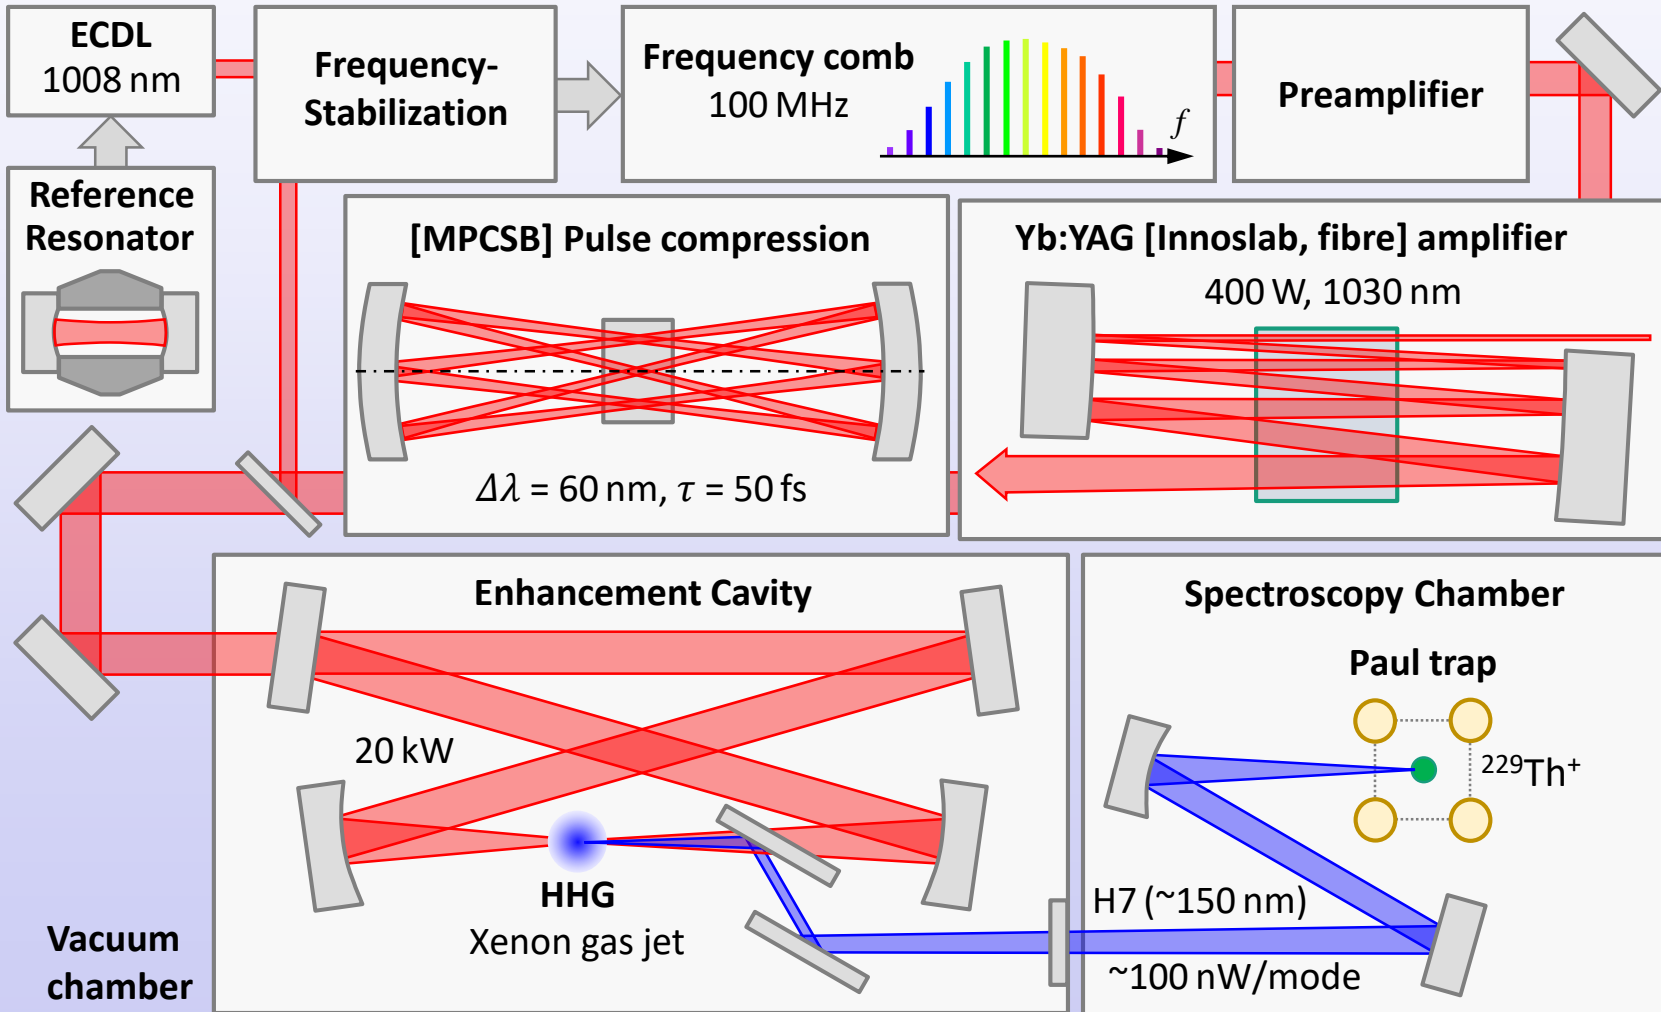 ECDL
1008 nm
Frequency-
Stabilization
Frequency comb
100 MHz
f
Preamplifier
Reference
Resonator
[MPCSB] Pulse compression
Δλ = 60 nm, τ = 50 fs
Yb:YAG [Innoslab, fibre] amplifier
400 W, 1030 nm
Enhancement Cavity
20 kW
HHG
Xenon gas jet
Vacuum
chamber
Spectroscopy Chamber
Paul trap
²²⁹Th⁺
H7 (~150 nm)
~100 nW/mode